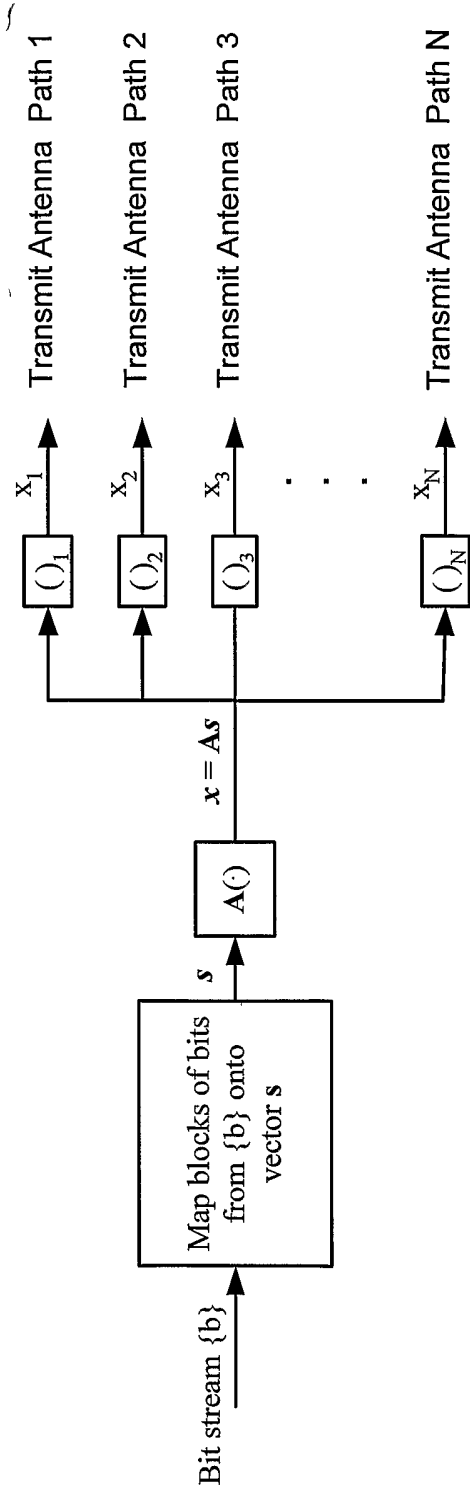 Bit stream {b}
Map blocks of bits
from {b} onto
vector s
s
A(·)
x = As
()₁
x₁
Transmit Antenna Path 1
()₂
x₂
Transmit Antenna Path 2
()₃
x₃
Transmit Antenna Path 3
. . .
()N
xN
Transmit Antenna Path N